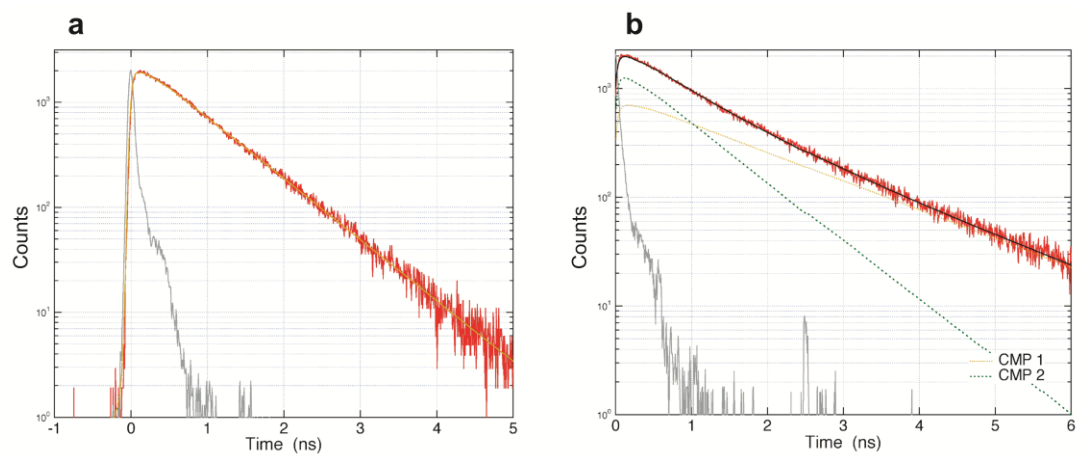 a
b
Counts
10³
10²
10¹
10⁰
-1 0 1 2 3 4 5
Time (ns)
Counts
10³
10²
10¹
10⁰
CMP 1
CMP 2
0 1 2 3 4 5 6
Time (ns)